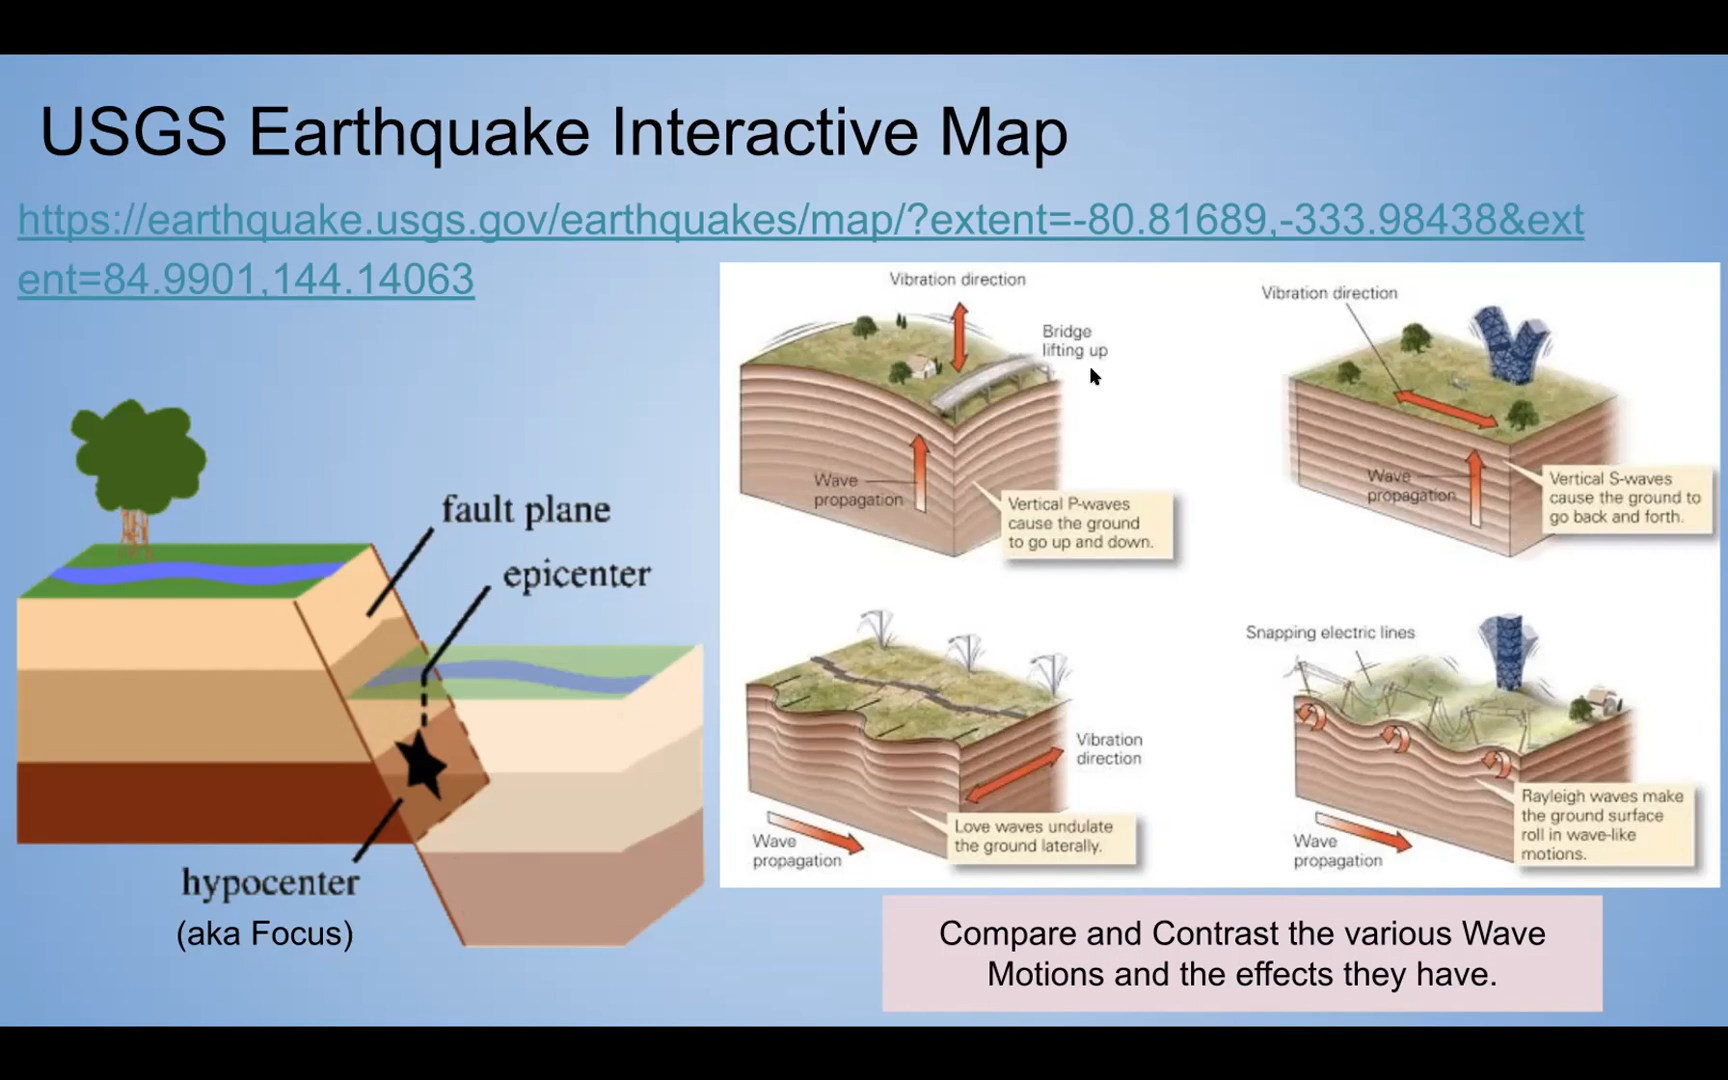 USGS Earthquake Interactive Map
https://earthquake.usgs.gov/earthquakes/map/?extent=-80.81689,-333.98438&ext
ent=84.9901,144.14063
fault plane
epicenter
hypocenter
(aka Focus)
Vibration direction
Bridge
lifting up
Wave
propagation
Vertical P-waves
cause the ground
to go up and down.
Vibration direction
Wave
propagation
Vertical S-waves
cause the ground to
go back and forth.
Vibration
direction
Love waves undulate
the ground laterally.
Wave
propagation
Snapping electric lines
Rayleigh waves make
the ground surface
roll in wave-like
motions.
Wave
propagation
Compare and Contrast the various Wave
Motions and the effects they have.